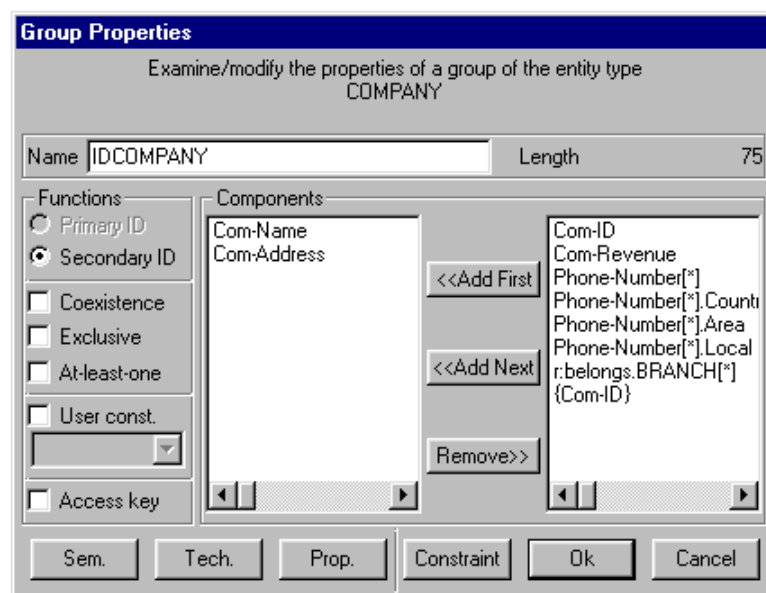 Group Properties
Examine/modify the properties of a group of the entity type
COMPANY
Name IDCOMPANY Length 75
Functions
Primary ID
Secondary ID
Coexistence
Exclusive
At-least-one
User const.
Access key
Components
Com-Name
Com-Address
<<Add First
<<Add Next
Remove>>
Com-ID
Com-Revenue
Phone-Number[*]
Phone-Number[*].Countr
Phone-Number[*].Area
Phone-Number[*].Local
r:belongs.BRANCH[*]
{Com-ID}
Sem. Tech. Prop. Constraint Ok Cancel